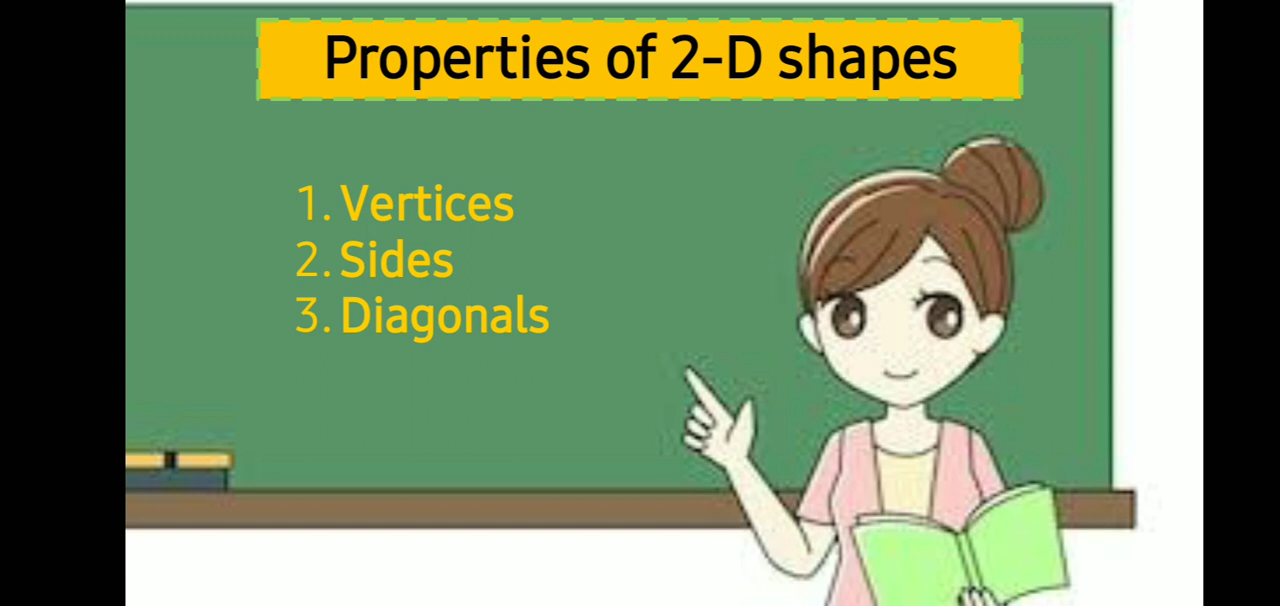 Properties of 2-D shapes
1. Vertices
2. Sides
3. Diagonals